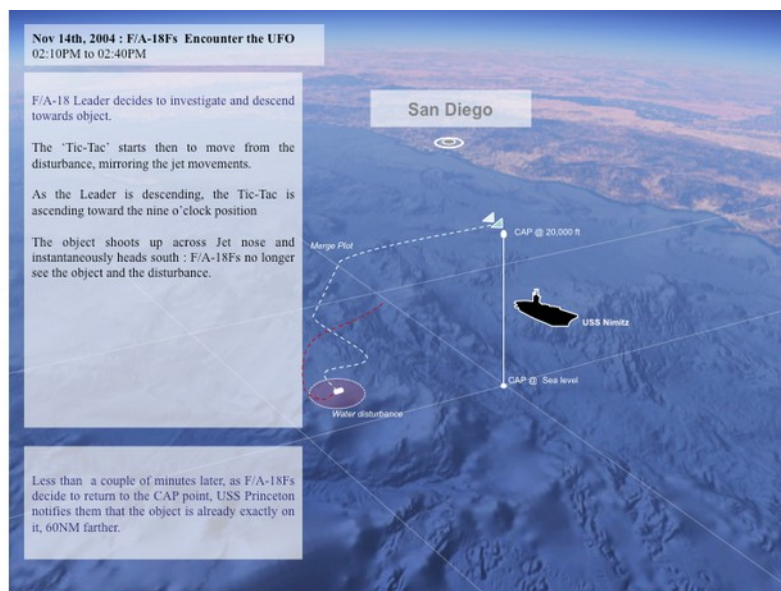 Nov 14th, 2004 : F/A-18Fs Encounter the UFO
02:10PM to 02:40PM
F/A-18 Leader decides to investigate and descend
towards object.
The ‘Tic-Tac’ starts then to move from the
disturbance, mirroring the jet movements.
As the Leader is descending, the Tic-Tac is
ascending toward the nine o’clock position
The object shoots up across Jet nose and
instantaneously heads south : F/A-18Fs no longer
see the object and the disturbance.
Less than a couple of minutes later, as F/A-18Fs
decide to return to the CAP point, USS Princeton
notifies them that the object is already exactly on
it, 60NM farther.
San Diego
CAP @ 20,000 ft
Merge Plot
USS Nimitz
CAP @ Sea level
Water disturbance